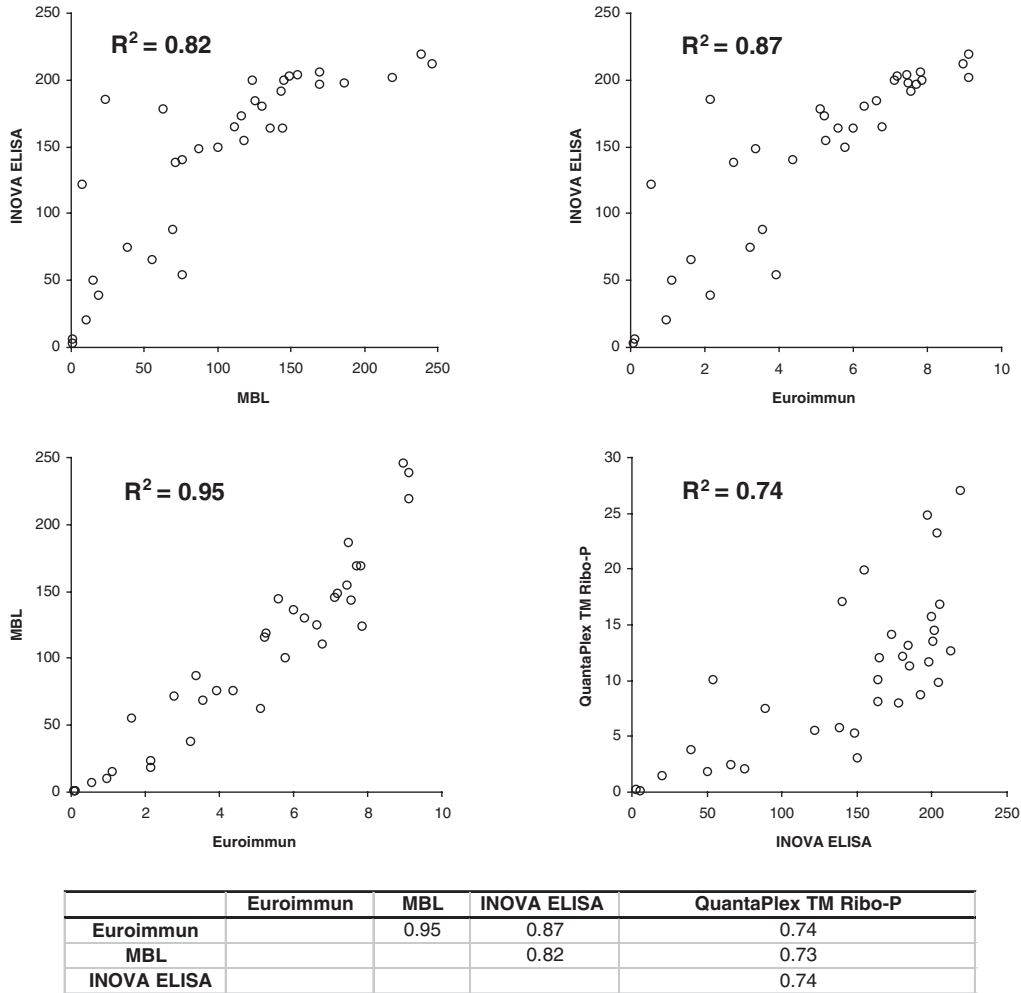 250
200
150
100
50
0
INOVA ELISA
R² = 0.82
0 50 100 150 200 250
MBL
250
200
150
100
50
0
INOVA ELISA
R² = 0.87
0 2 4 6 8 10
Euroimmun
250
200
150
100
50
0
MBL
R² = 0.95
0 2 4 6 8 10
Euroimmun
30
25
20
15
10
5
0
QuantaPlex TM Ribo-P
R² = 0.74
0 50 100 150 200 250
INOVA ELISA
Euroimmun MBL INOVA ELISA QuantaPlex TM Ribo-P
Euroimmun 0.95 0.87 0.74
MBL 0.82 0.73
INOVA ELISA 0.74